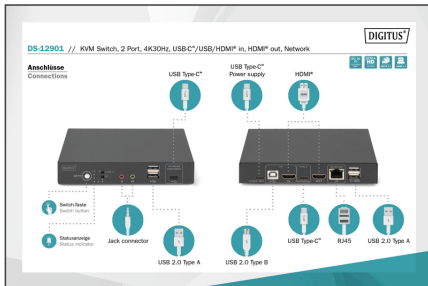 DIGITUS®
DS-12901 // KVM Switch, 2 Port, 4K30Hz, USB-C™/USB/HDMI® in, HDMI® out, Network
Anschlüsse
Connections
USB Type-C™
USB Type-C™
Power supply
HDMI®
Switch Taste
Switch button
Statusanzeige
Status indicator
Jack connector
USB 2.0 Type A
USB 2.0 Type B
USB Type-C™
RJ45
USB 2.0 Type A